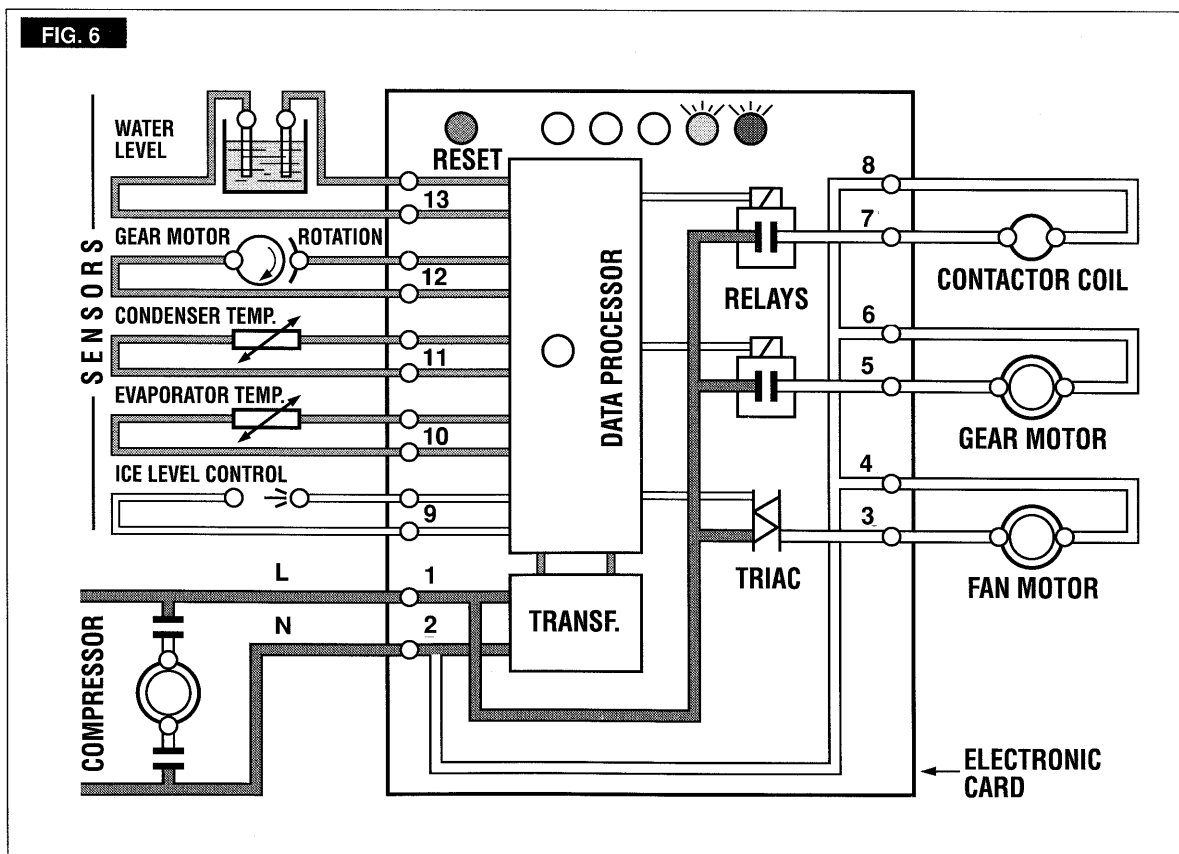 FIG. 6
WATER
LEVEL
RESET
13
GEAR MOTOR
ROTATION
12
CONDENSER TEMP.
11
EVAPORATOR TEMP.
10
ICE LEVEL CONTROL
9
SENSORS
DATA PROCESSOR
RELAYS
TRIAC
8
7
CONTACTOR COIL
6
5
GEAR MOTOR
4
3
FAN MOTOR
L
1
N
2
TRANSF.
COMPRESSOR
ELECTRONIC
CARD